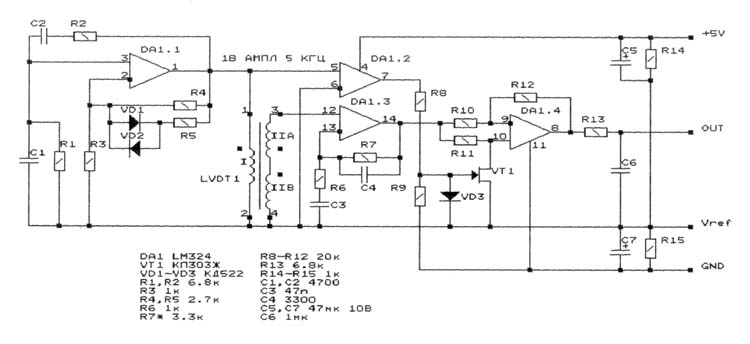 C2 R2
DA1.1
3
2
1
1В АМПЛ 5 КГЦ
DA1.2
5
6
4
7
+5V
C5
R14
R4
VD1
VD2
R5
R8
DA1.3
12
13
14
R10
R11
R12
DA1.4
9
10
8
11
R13
OUT
C1
R1
R3
1
2
I
LVDT1
3
IIA
IIB
4
R7
R6
C4
C3
R9
VT1
VD3
C6
Vref
C7
R15
GND
DA1 LM324
VT1 КП303Ж
VD1-VD3 КД522
R1,R2 6.8к
R3 1к
R4,R5 2.7к
R6 1к
R7* 3.3к
R8-R12 20к
R13 6.8к
R14-R15 1к
C1,C2 4700
C3 47n
C4 3300
C5,C7 47мк 10В
C6 1мк